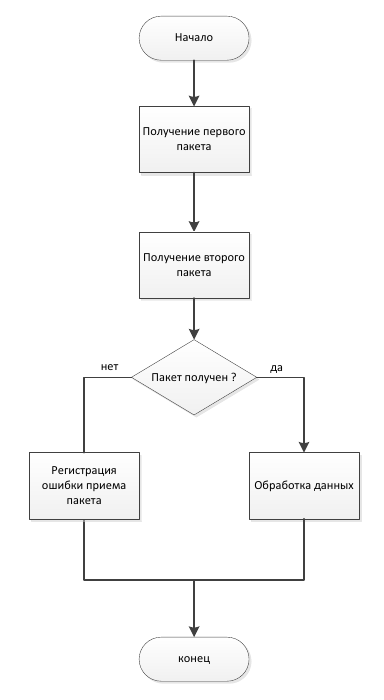 Начало
Получение первого
пакета
Получение второго
пакета
Пакет получен ?
нет
да
Регистрация
ошибки приема
пакета
Обработка данных
конец